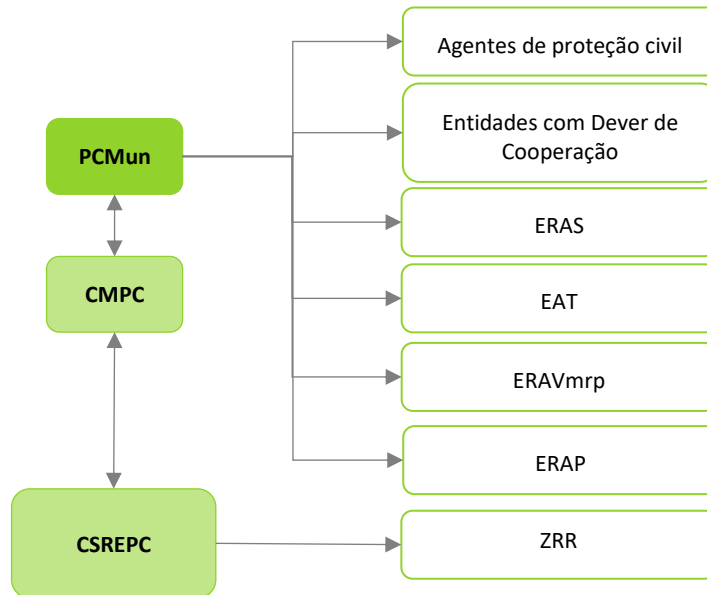 Agentes de proteção civil
Entidades com Dever de
Cooperação
PCMun
ERAS
CMPC
EAT
ERAVmrp
ERAP
CSREPC
ZRR